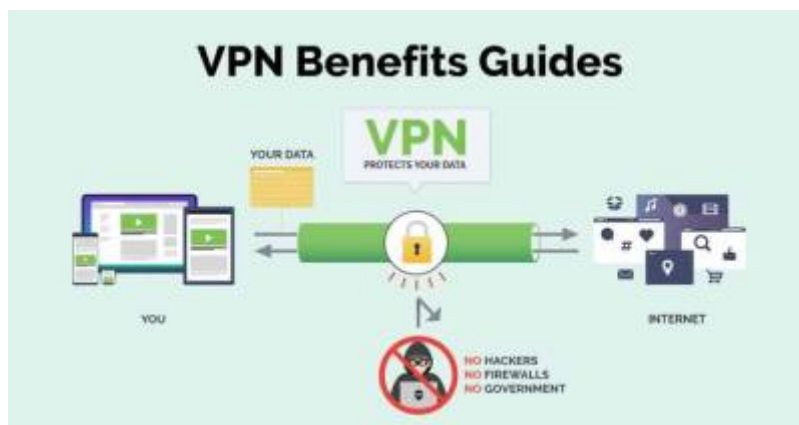 VPN Benefits Guides
VPN
PROTECTS YOUR DATA
YOUR DATA
YOU
INTERNET
NO HACKERS
NO FIREWALLS
NO GOVERNMENT